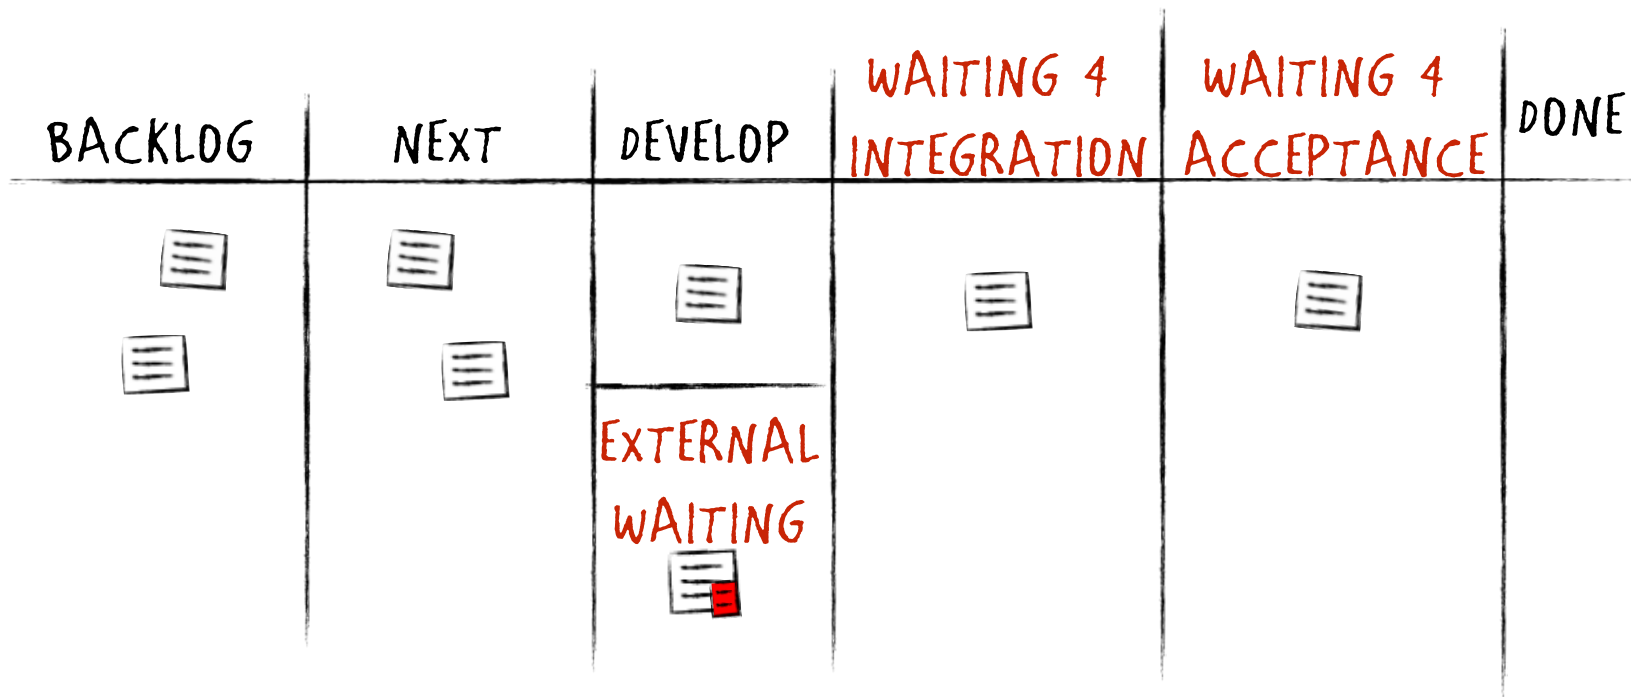 BACKLOG
NEXT
DEVELOP
WAITING 4
INTEGRATION
WAITING 4
ACCEPTANCE
DONE
EXTERNAL
WAITING